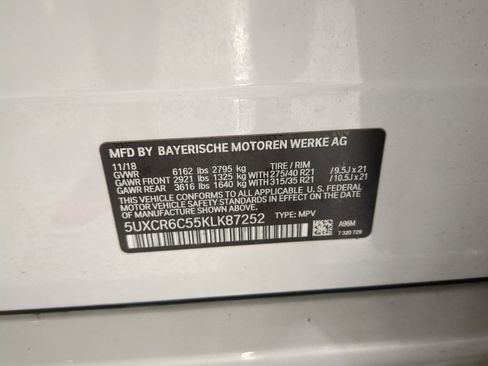 MFD BY BAYERISCHE MOTOREN WERKE AG
11/18 TIRE / RIM
GVWR 6162 lbs 2795 kg
GAWR FRONT 2921 lbs 1325 kg WITH 275/40 R21 / 9.5J x 21
GAWR REAR 3616 lbs 1640 kg WITH 315/35 R21 / 10.5J x 21
THIS VEHICLE CONFORMS TO ALL APPLICABLE U. S. FEDERAL
MOTOR VEHICLE SAFETY STANDARDS IN EFFECT ON THE DATE OF
MANUFACTURE SHOWN ABOVE.
5UXCR6C55KLK87252 TYPE: MPV A96M
7 320 729